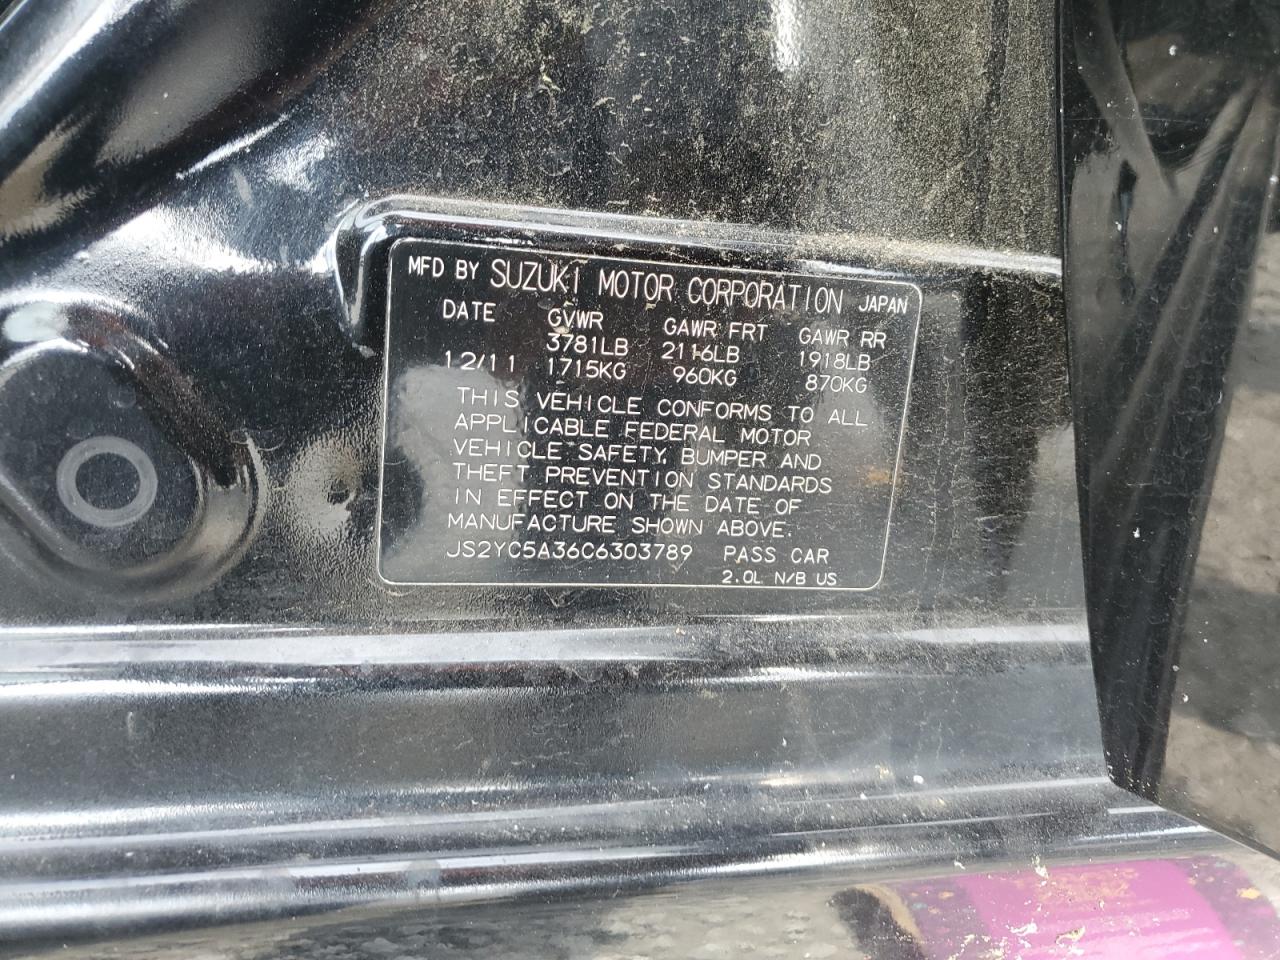 MFD BY SUZUKI MOTOR CORPORATION JAPAN
DATE GVWR GAWR FRT GAWR RR
3781LB 2116LB 1918LB
12/11 1715KG 960KG 870KG
THIS VEHICLE CONFORMS TO ALL
APPLICABLE FEDERAL MOTOR
VEHICLE SAFETY, BUMPER AND
THEFT PREVENTION STANDARDS
IN EFFECT ON THE DATE OF
MANUFACTURE SHOWN ABOVE.
JS2YC5A36C6303789 PASS CAR
2.0L N/B US